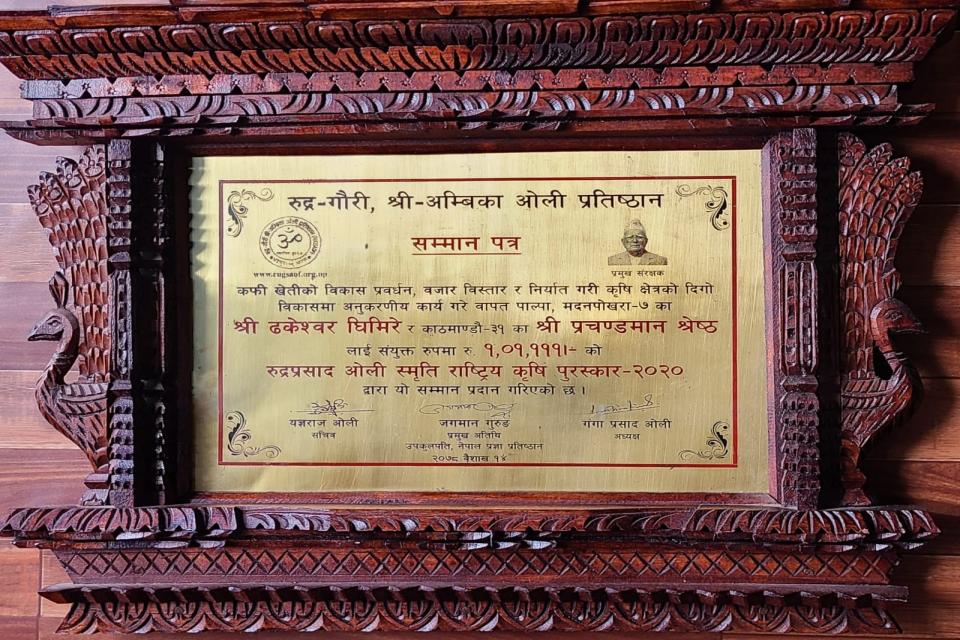 रुद्र-गौरी, श्री-अम्बिका ओली प्रतिष्ठान
सम्मान पत्र
www.rugsaof.org.np
प्रमुख संरक्षक
कफी खेतीको विकास प्रवर्धन, वजार विस्तार र निर्यात गरी कृषि क्षेत्रको दिगो
विकासमा अनुकरणीय कार्य गरे वापत पाल्पा, मदनपोखरा-७ का
श्री ढकेश्वर घिमिरे र काठमाण्डौ-३१ का श्री प्रचण्डमान श्रेष्ठ
लाई संयुक्त रुपमा रु. १,०१,१११।- को
रुद्रप्रसाद ओली स्मृति राष्ट्रिय कृषि पुरस्कार-२०२०
द्वारा यो सम्मान प्रदान गरिएको छ ।
यज्ञराज ओली
सचिव
जगमान गुरुङ
प्रमुख अतिथि
उपकुलपति, नेपाल प्रज्ञा प्रतिष्ठान
२०७८ वैशाख १४
गंगा प्रसाद ओली
अध्यक्ष